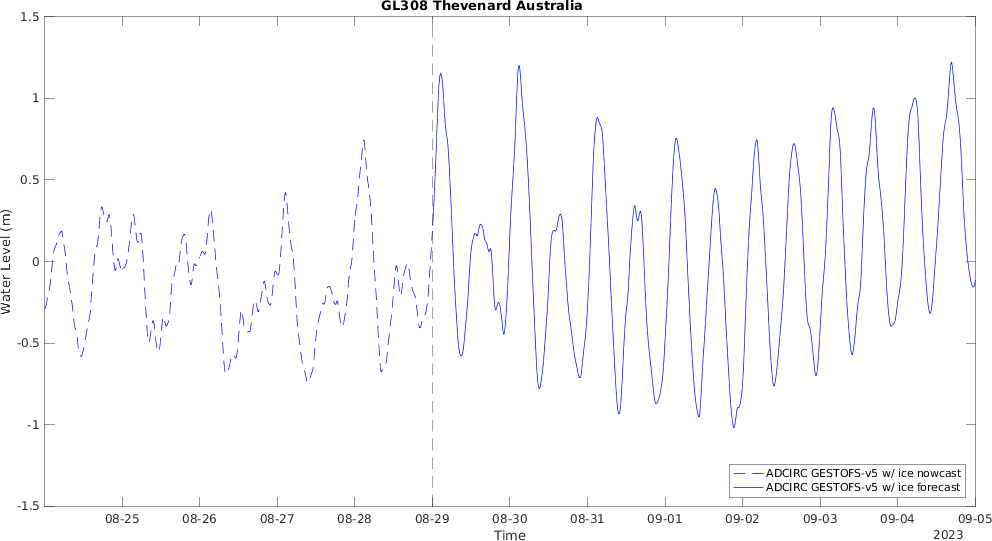 GL308 Thevenard Australia
1.5
1
0.5
0
-0.5
-1
-1.5
Water Level (m)
08-25 08-26 08-27 08-28 08-29 08-30 08-31 09-01 09-02 09-03 09-04 09-05
Time
2023
ADCIRC GESTOFS-v5 w/ ice nowcast
ADCIRC GESTOFS-v5 w/ ice forecast